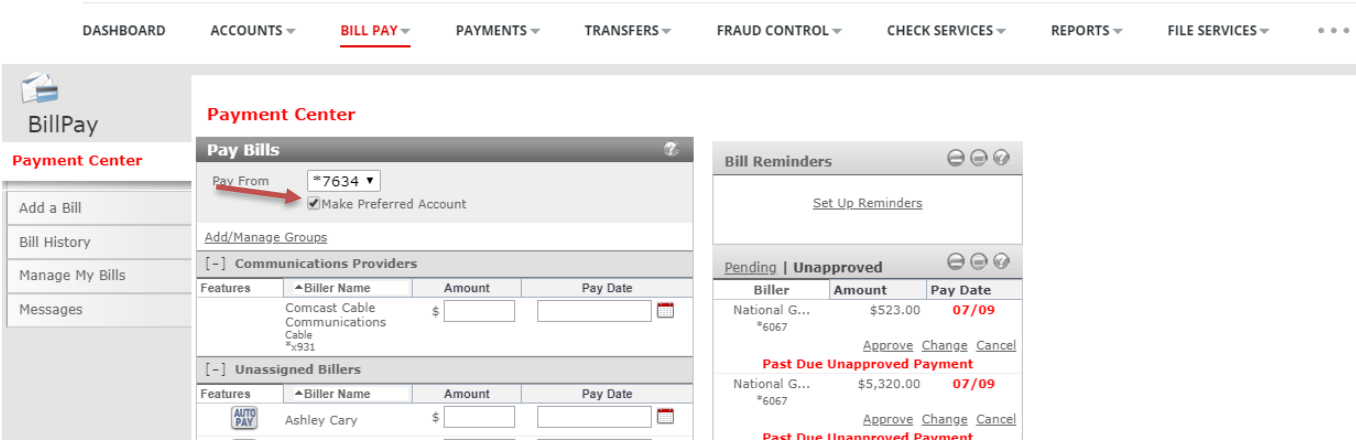 DASHBOARD ACCOUNTS BILL PAY PAYMENTS TRANSFERS FRAUD CONTROL CHECK SERVICES REPORTS FILE SERVICES
BillPay
Payment Center
Add a Bill
Bill History
Manage My Bills
Messages
Payment Center
Pay Bills ?
Pay From *7634
Make Preferred Account
Add/Manage Groups
[-] Communications Providers
Features Biller Name Amount Pay Date
Comcast Cable $
Communications
Cable
*x931
[-] Unassigned Billers
Features Biller Name Amount Pay Date
AUTO
PAY
Ashley Cary $
Bill Reminders ?
Set Up Reminders
Pending | Unapproved ?
Biller Amount Pay Date
National G... $523.00 07/09
*6067
Approve Change Cancel
Past Due Unapproved Payment
National G... $5,320.00 07/09
*6067
Approve Change Cancel
Past Due Unapproved Payment